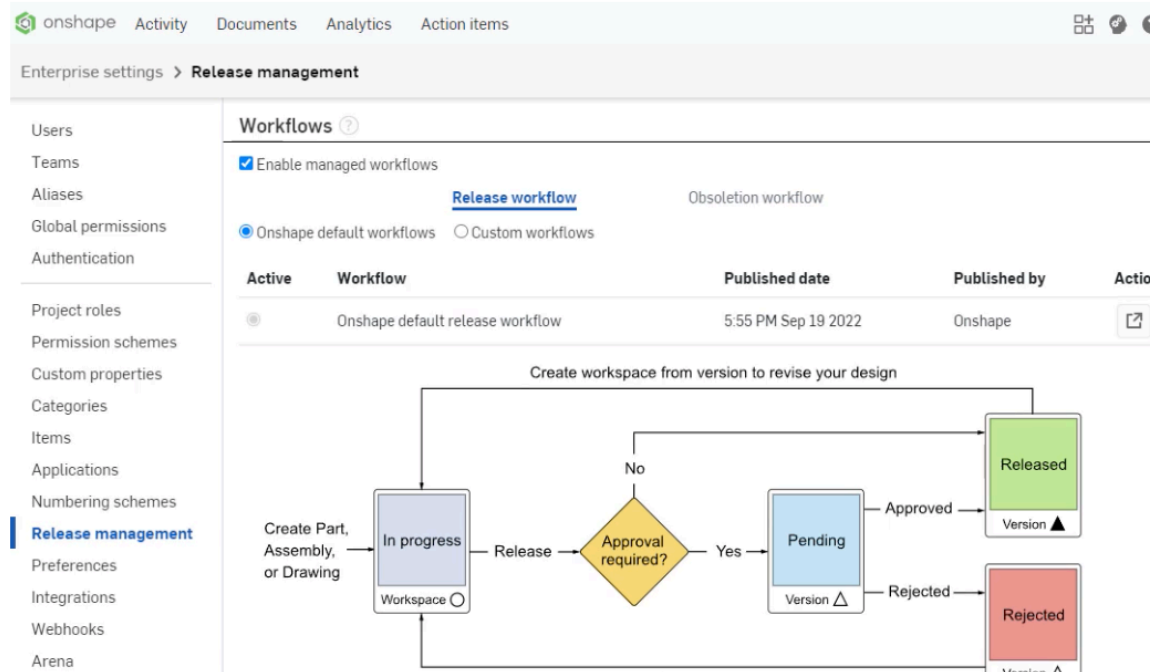 onshape Activity Documents Analytics Action items
Enterprise settings > Release management
Users
Teams
Aliases
Global permissions
Authentication
Project roles
Permission schemes
Custom properties
Categories
Items
Applications
Numbering schemes
Release management
Preferences
Integrations
Webhooks
Arena
Workflows ?
Enable managed workflows
Release workflow Obsoletion workflow
Onshape default workflows Custom workflows
Active Workflow Published date Published by Actio
Onshape default release workflow 5:55 PM Sep 19 2022 Onshape
Create workspace from version to revise your design
Create Part,
Assembly,
or Drawing
In progress
Workspace
Release
Approval
required?
No
Yes
Pending
Version
Approved
Rejected
Released
Version
Rejected
Version